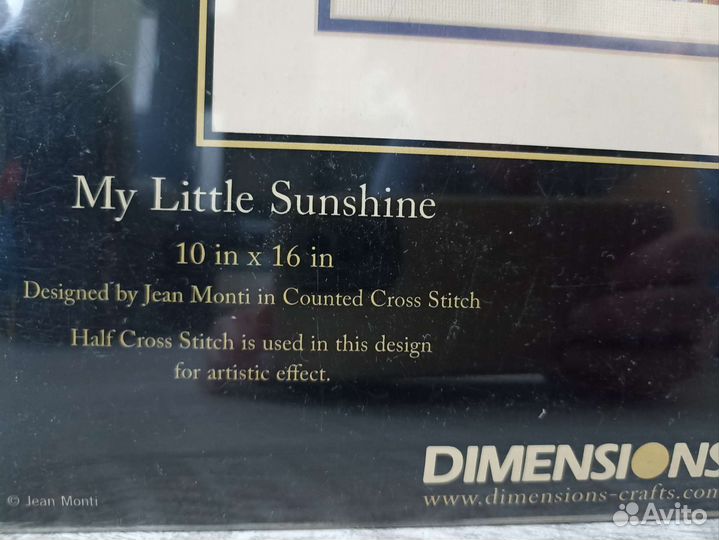 My Little Sunshine
10 in x 16 in
Designed by Jean Monti in Counted Cross Stitch
Half Cross Stitch is used in this design
for artistic effect.
DIMENSIONS
www.dimensions-crafts.com
© Jean Monti
Avito